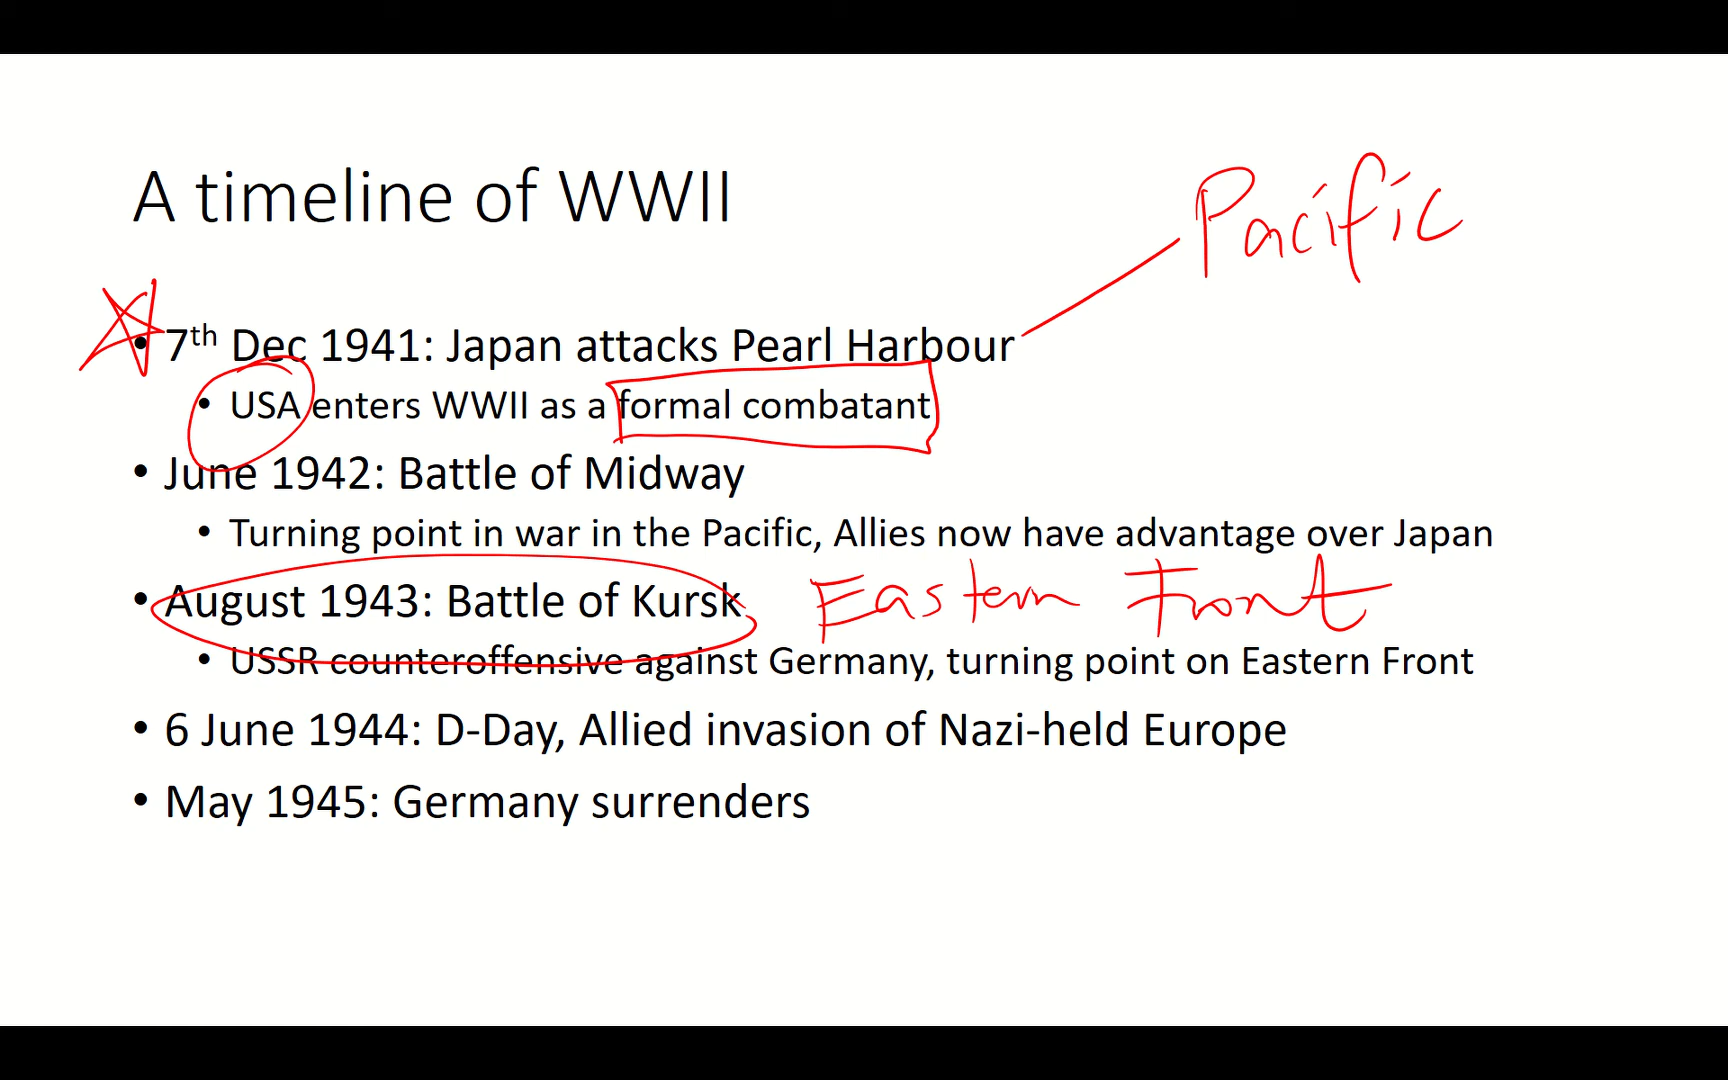 A timeline of WWII
Pacific
• 7th Dec 1941: Japan attacks Pearl Harbour
• USA enters WWII as a formal combatant
• June 1942: Battle of Midway
• Turning point in war in the Pacific, Allies now have advantage over Japan
• August 1943: Battle of Kursk Eastern Front
• USSR counteroffensive against Germany, turning point on Eastern Front
• 6 June 1944: D-Day, Allied invasion of Nazi-held Europe
• May 1945: Germany surrenders